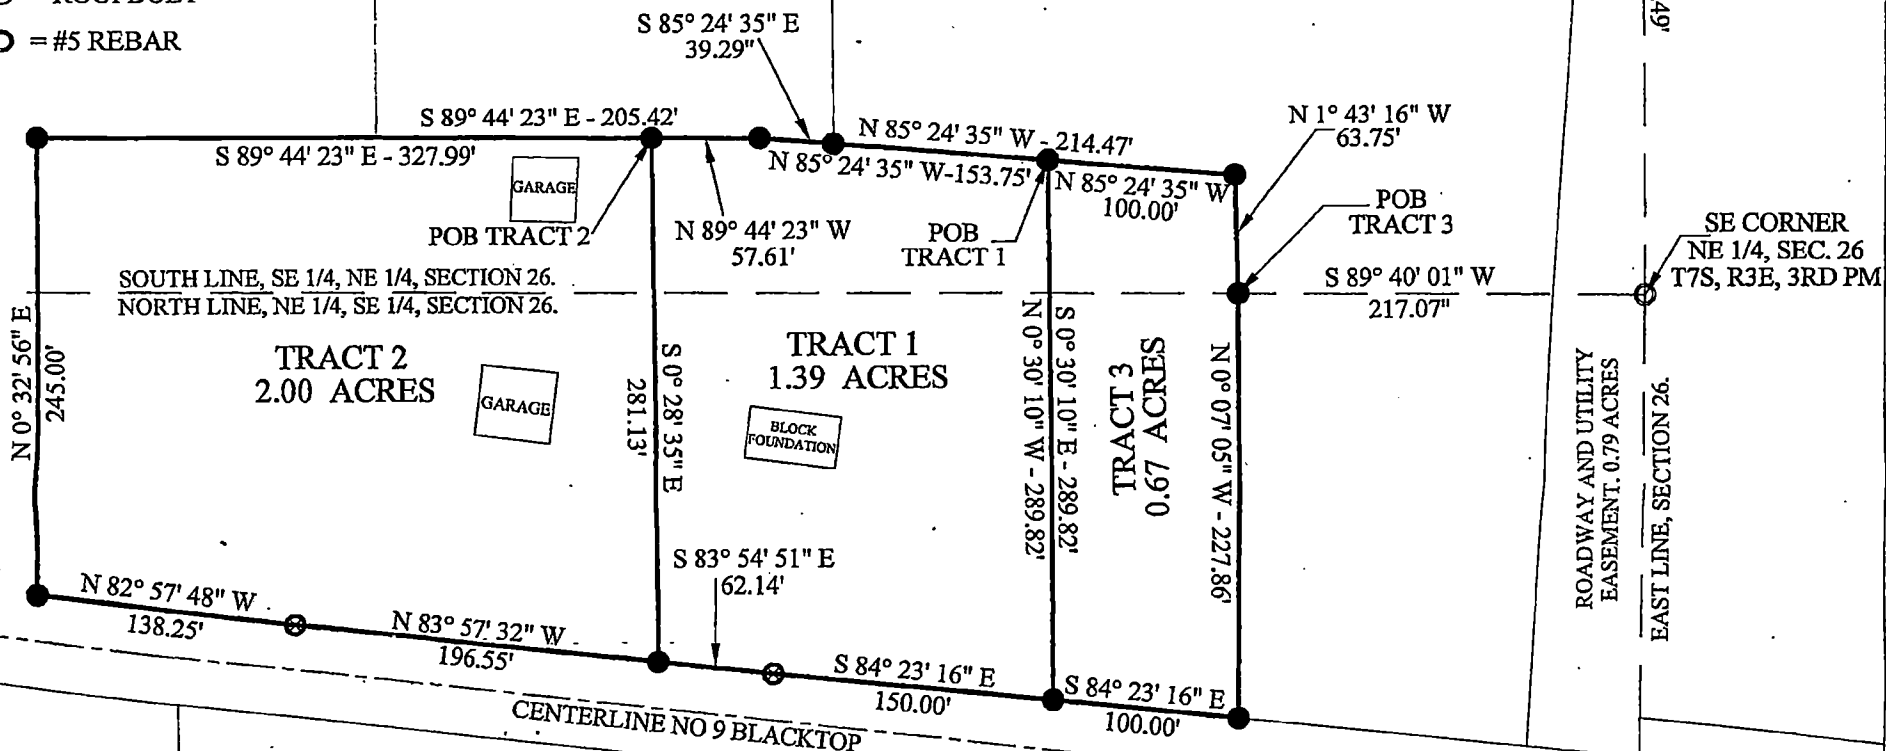 = #5 REBAR
S 85° 24' 35" E
39.29"
49'
S 89° 44' 23" E - 205.42'
S 89° 44' 23" E - 327.99'
N 85° 24' 35" W - 214.47'
N 85° 24' 35" W-153.75'
N 85° 24' 35" W
100.00'
N 1° 43' 16" W
63.75'
GARAGE
POB TRACT 2
N 89° 44' 23" W
57.61'
POB
TRACT 1
POB
TRACT 3
SE CORNER
NE 1/4, SEC. 26
T7S, R3E, 3RD PM
SOUTH LINE, SE 1/4, NE 1/4, SECTION 26.
NORTH LINE, NE 1/4, SE 1/4, SECTION 26.
S 89° 40' 01" W
217.07"
N 0° 32' 56" E
245.00'
TRACT 2
2.00 ACRES
GARAGE
S 0° 28' 35" E
281.13'
TRACT 1
1.39 ACRES
BLOCK
FOUNDATION
N 0° 30' 10" W - 289.82'
S 0° 30' 10" E - 289.82'
TRACT 3
0.67 ACRES
N 0° 07' 05" W - 227.86'
ROADWAY AND UTILITY
EASEMENT. 0.79 ACRES
EAST LINE, SECTION 26.
N 82° 57' 48" W
138.25'
N 83° 57' 32" W
196.55'
S 83° 54' 51" E
62.14'
S 84° 23' 16" E
150.00'
S 84° 23' 16" E
100.00'
CENTERLINE NO 9 BLACKTOP